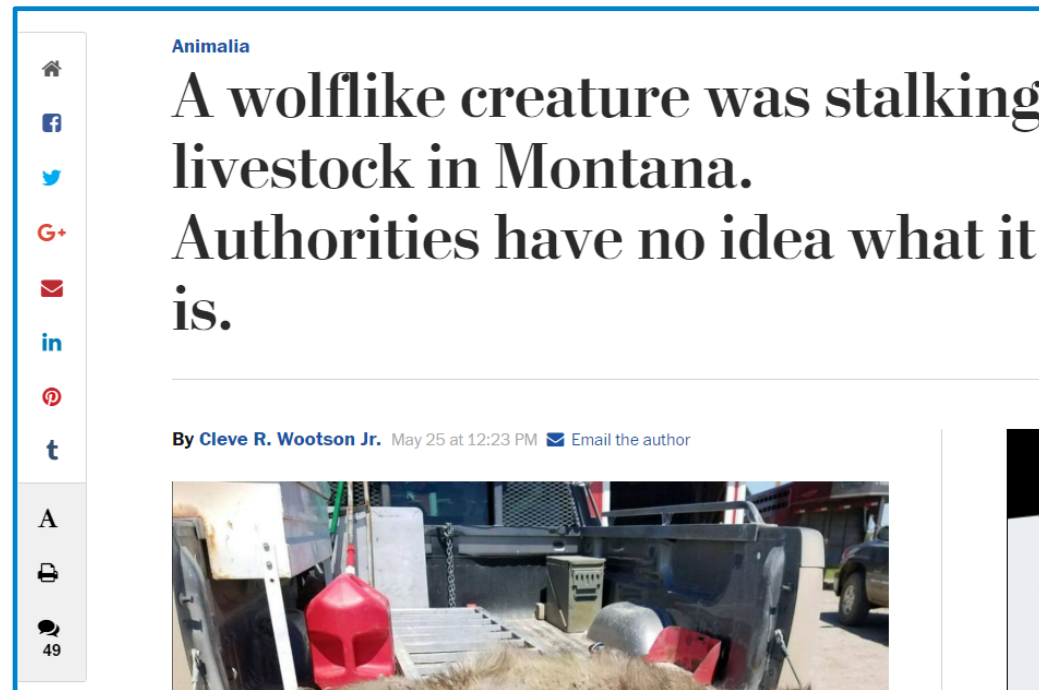 Animalia
A wolflike creature was stalking
livestock in Montana.
Authorities have no idea what it
is.
By Cleve R. Wootson Jr. May 25 at 12:23 PM Email the author
G+
in
t
A
49